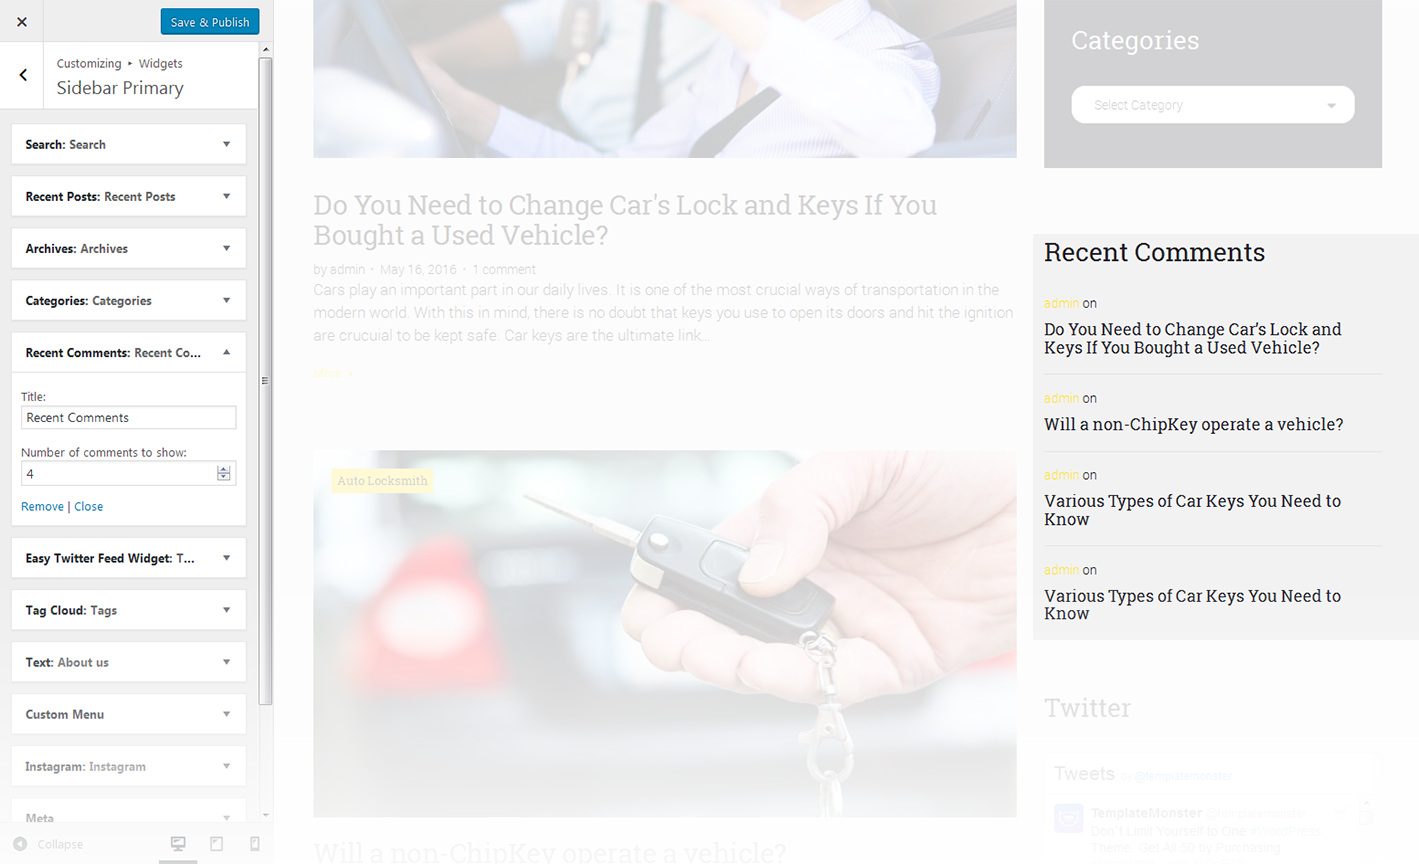 Save & Publish
Customizing ▸ Widgets
Sidebar Primary
Search: Search
Recent Posts: Recent Posts
Archives: Archives
Categories: Categories
Recent Comments: Recent Co...
Title:
Recent Comments
Number of comments to show:
4
Remove | Close
Easy Twitter Feed Widget: T...
Tag Cloud: Tags
Text: About us
Custom Menu
Instagram: Instagram
Meta
Collapse
Do You Need to Change Car's Lock and Keys If You
Bought a Used Vehicle?
by admin • May 16, 2016 • 1 comment
Cars play an important part in our daily lives. It is one of the most crucial ways of transportation in the
modern world. With this in mind, there is no doubt that keys you use to open its doors and hit the ignition
are crucuial to be kept safe. Car keys are the ultimate link...
More
Auto Locksmith
Will a non-ChipKey operate a vehicle?
Categories
Select Category
Recent Comments
admin on
Do You Need to Change Car's Lock and
Keys If You Bought a Used Vehicle?
admin on
Will a non-ChipKey operate a vehicle?
admin on
Various Types of Car Keys You Need to
Know
admin on
Various Types of Car Keys You Need to
Know
Twitter
Tweets by @templatemonster
TemplateMonster @templatemonster
Don't Limit Yourself to One #WordPress
Theme. Get All 50 by Purchasing